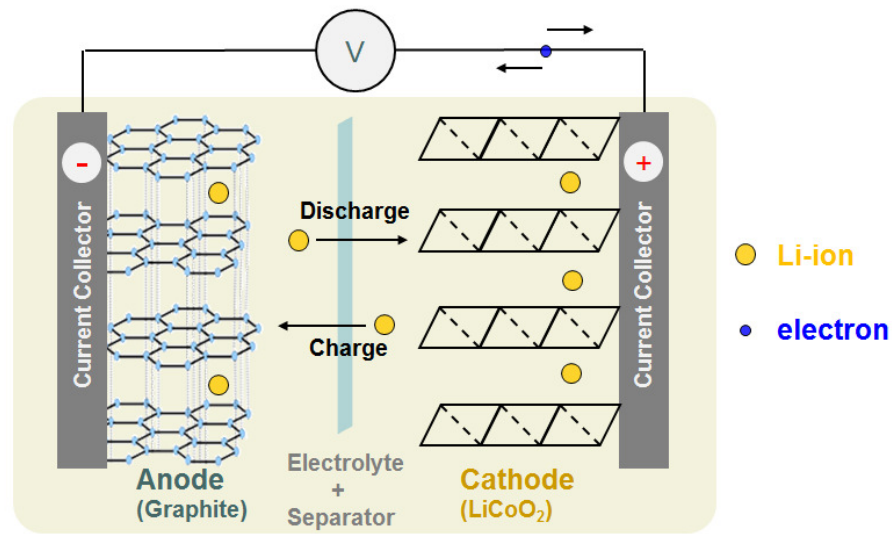 V
-
+
Current Collector
Discharge
Charge
Current Collector
Li-ion
electron
Anode
(Graphite)
Electrolyte
+
Separator
Cathode
(LiCoO₂)